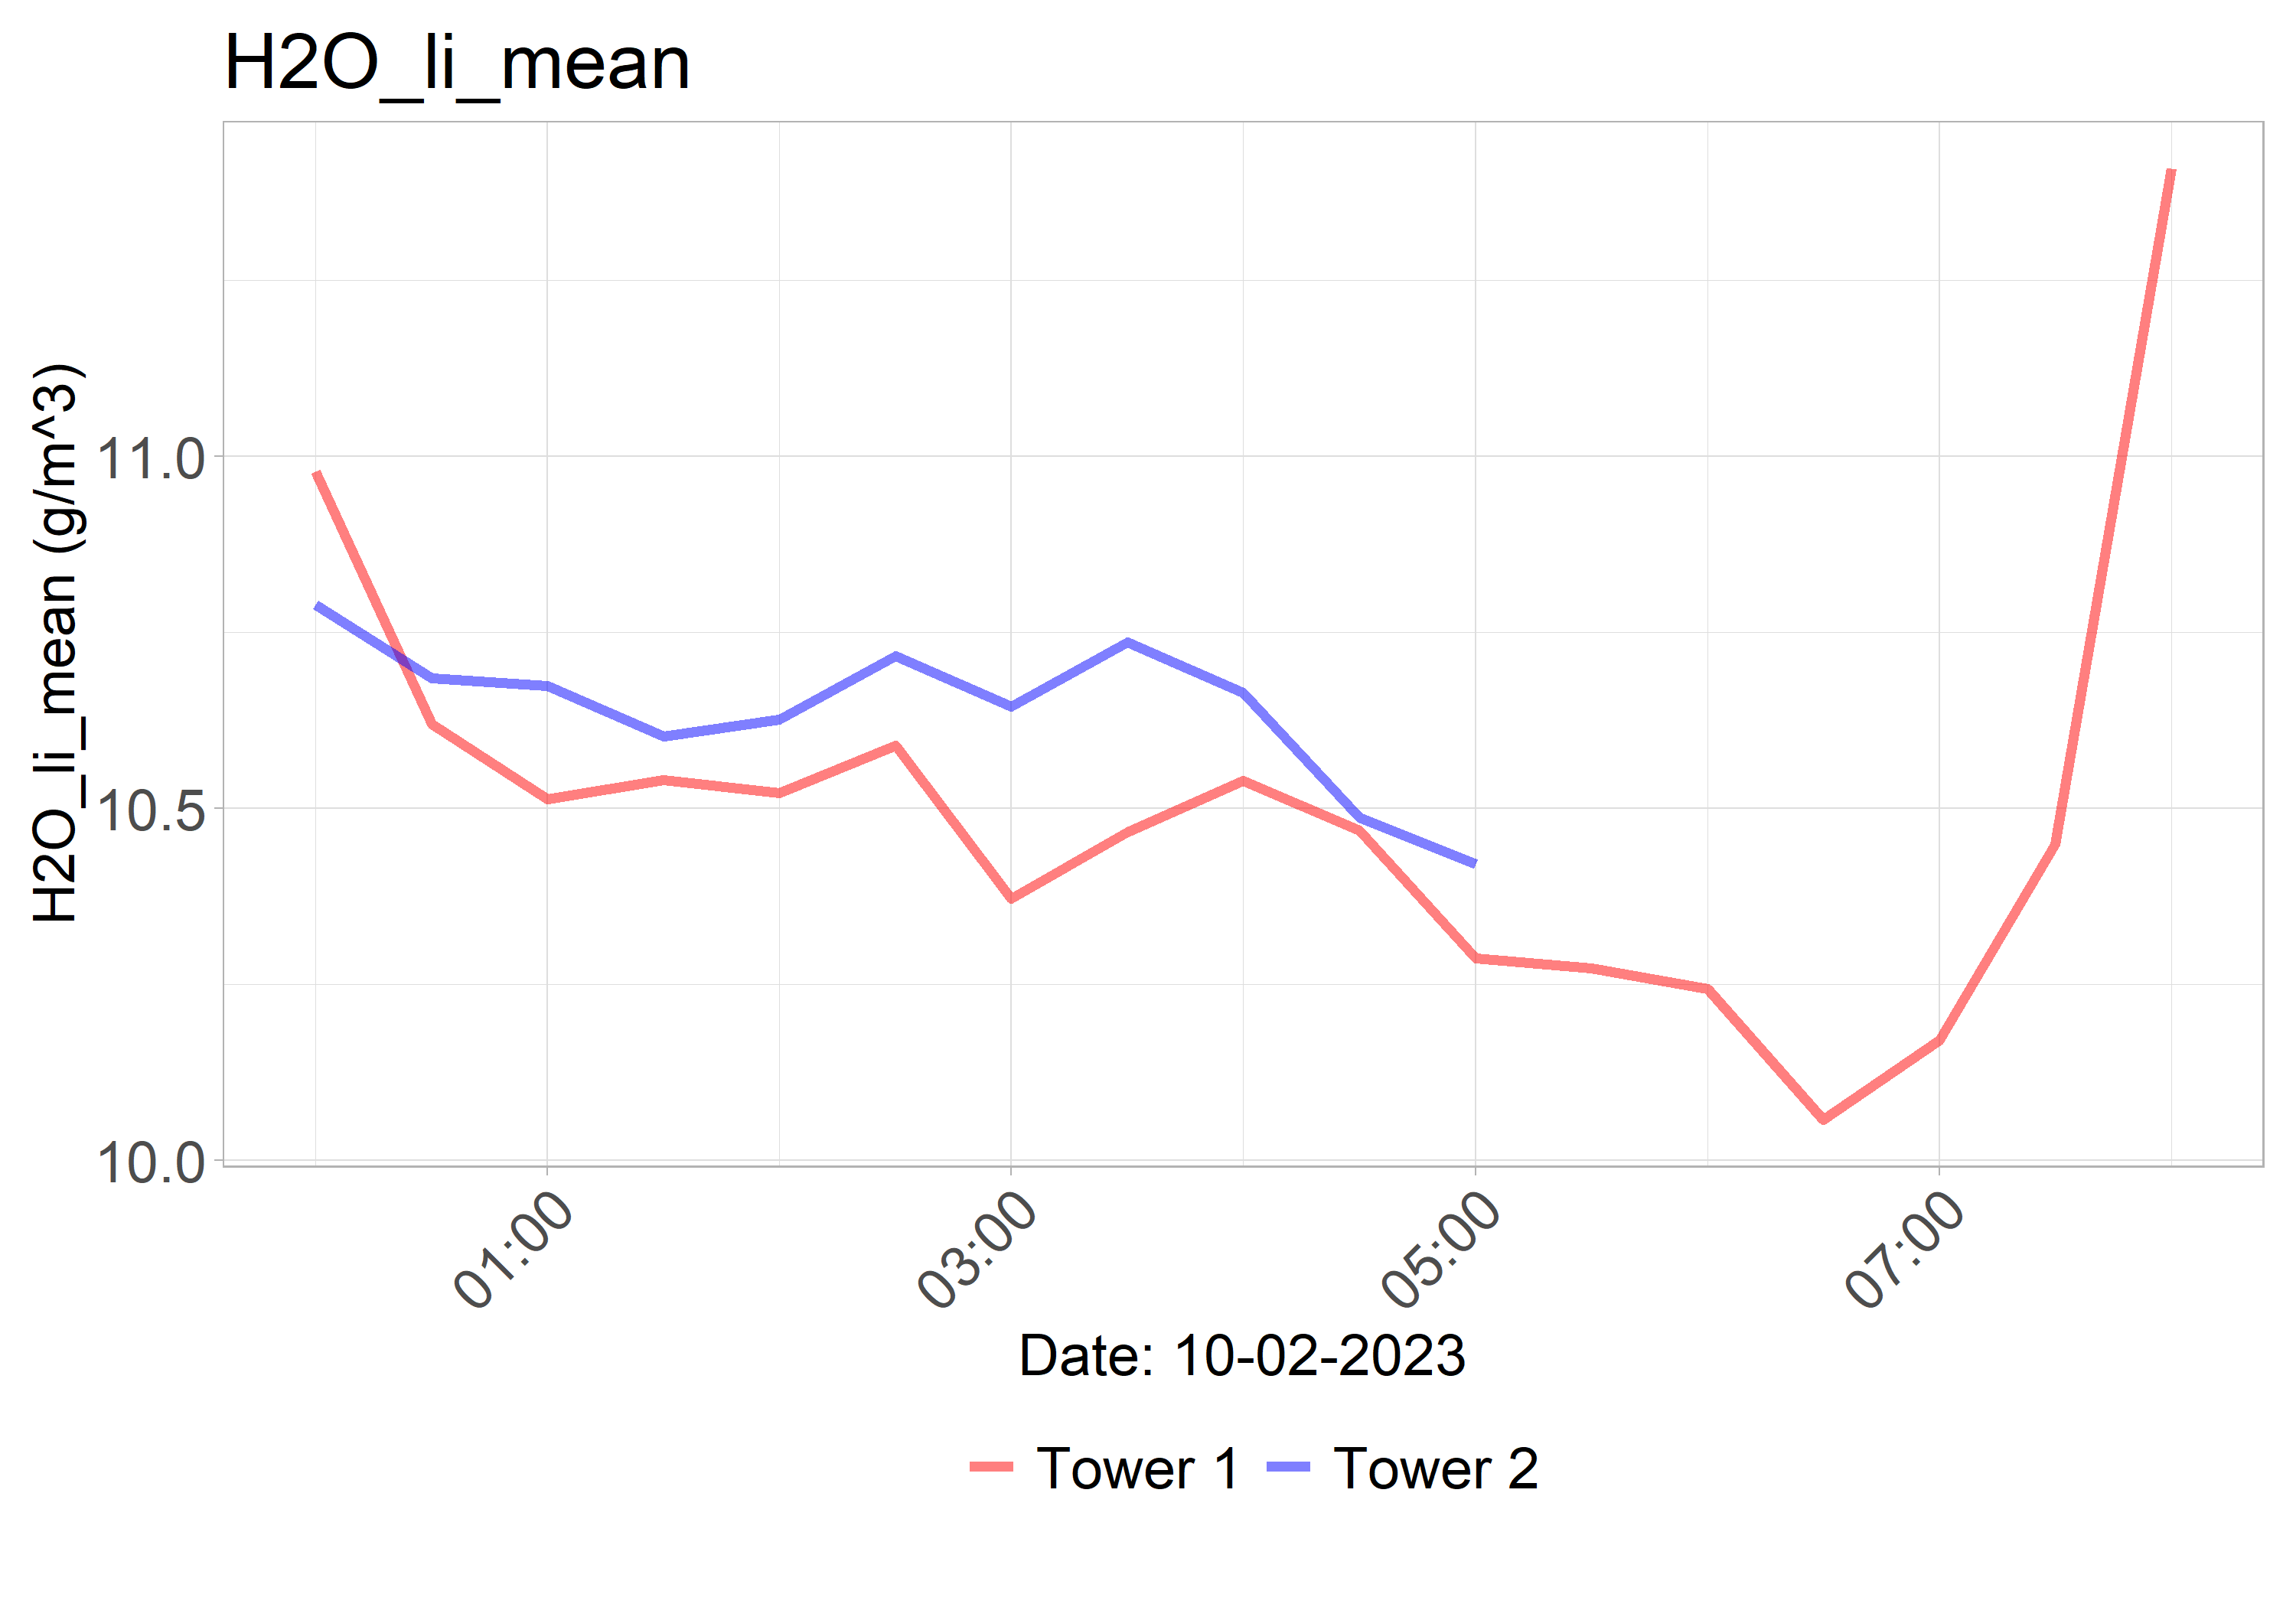 H2O_li_mean
H2O_li_mean (g/m^3)
11.0
10.5
10.0
01:00
03:00
05:00
07:00
Date: 10-02-2023
Tower 1
Tower 2